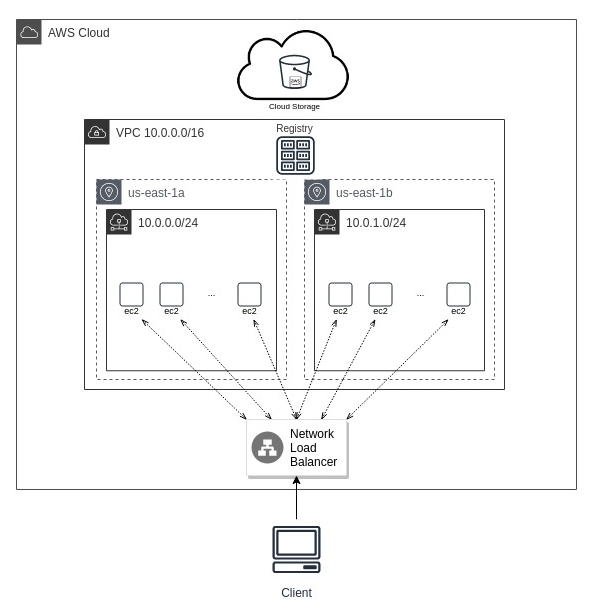 AWS Cloud
aws
Cloud Storage
VPC 10.0.0.0/16
Registry
us-east-1a
us-east-1b
10.0.0.0/24
10.0.1.0/24
ec2
ec2
...
ec2
ec2
ec2
...
ec2
Network
Load
Balancer
Client